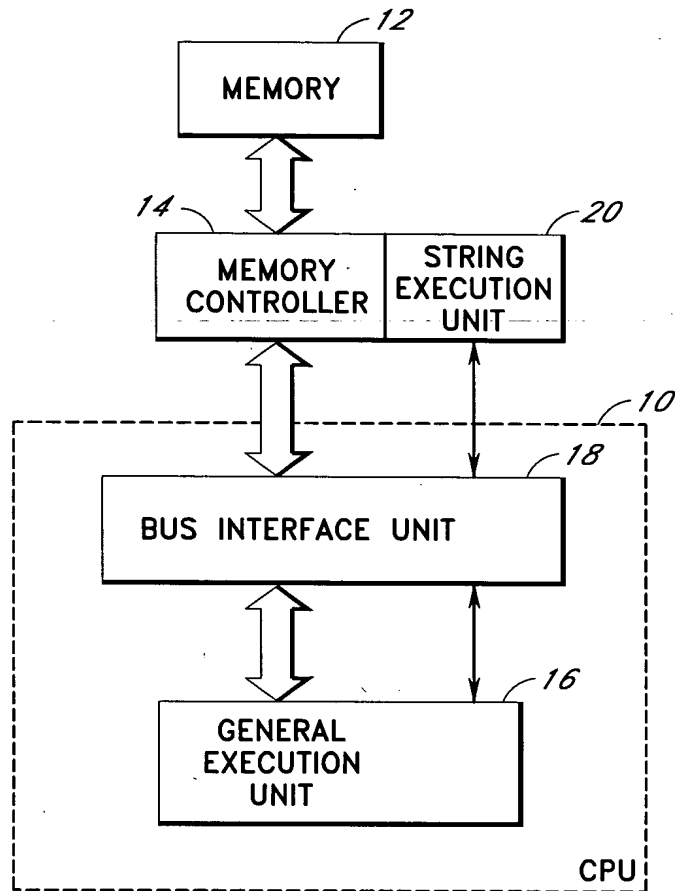 12
MEMORY
14
20
MEMORY
CONTROLLER
STRING
EXECUTION
UNIT
10
18
BUS INTERFACE UNIT
16
GENERAL
EXECUTION
UNIT
CPU